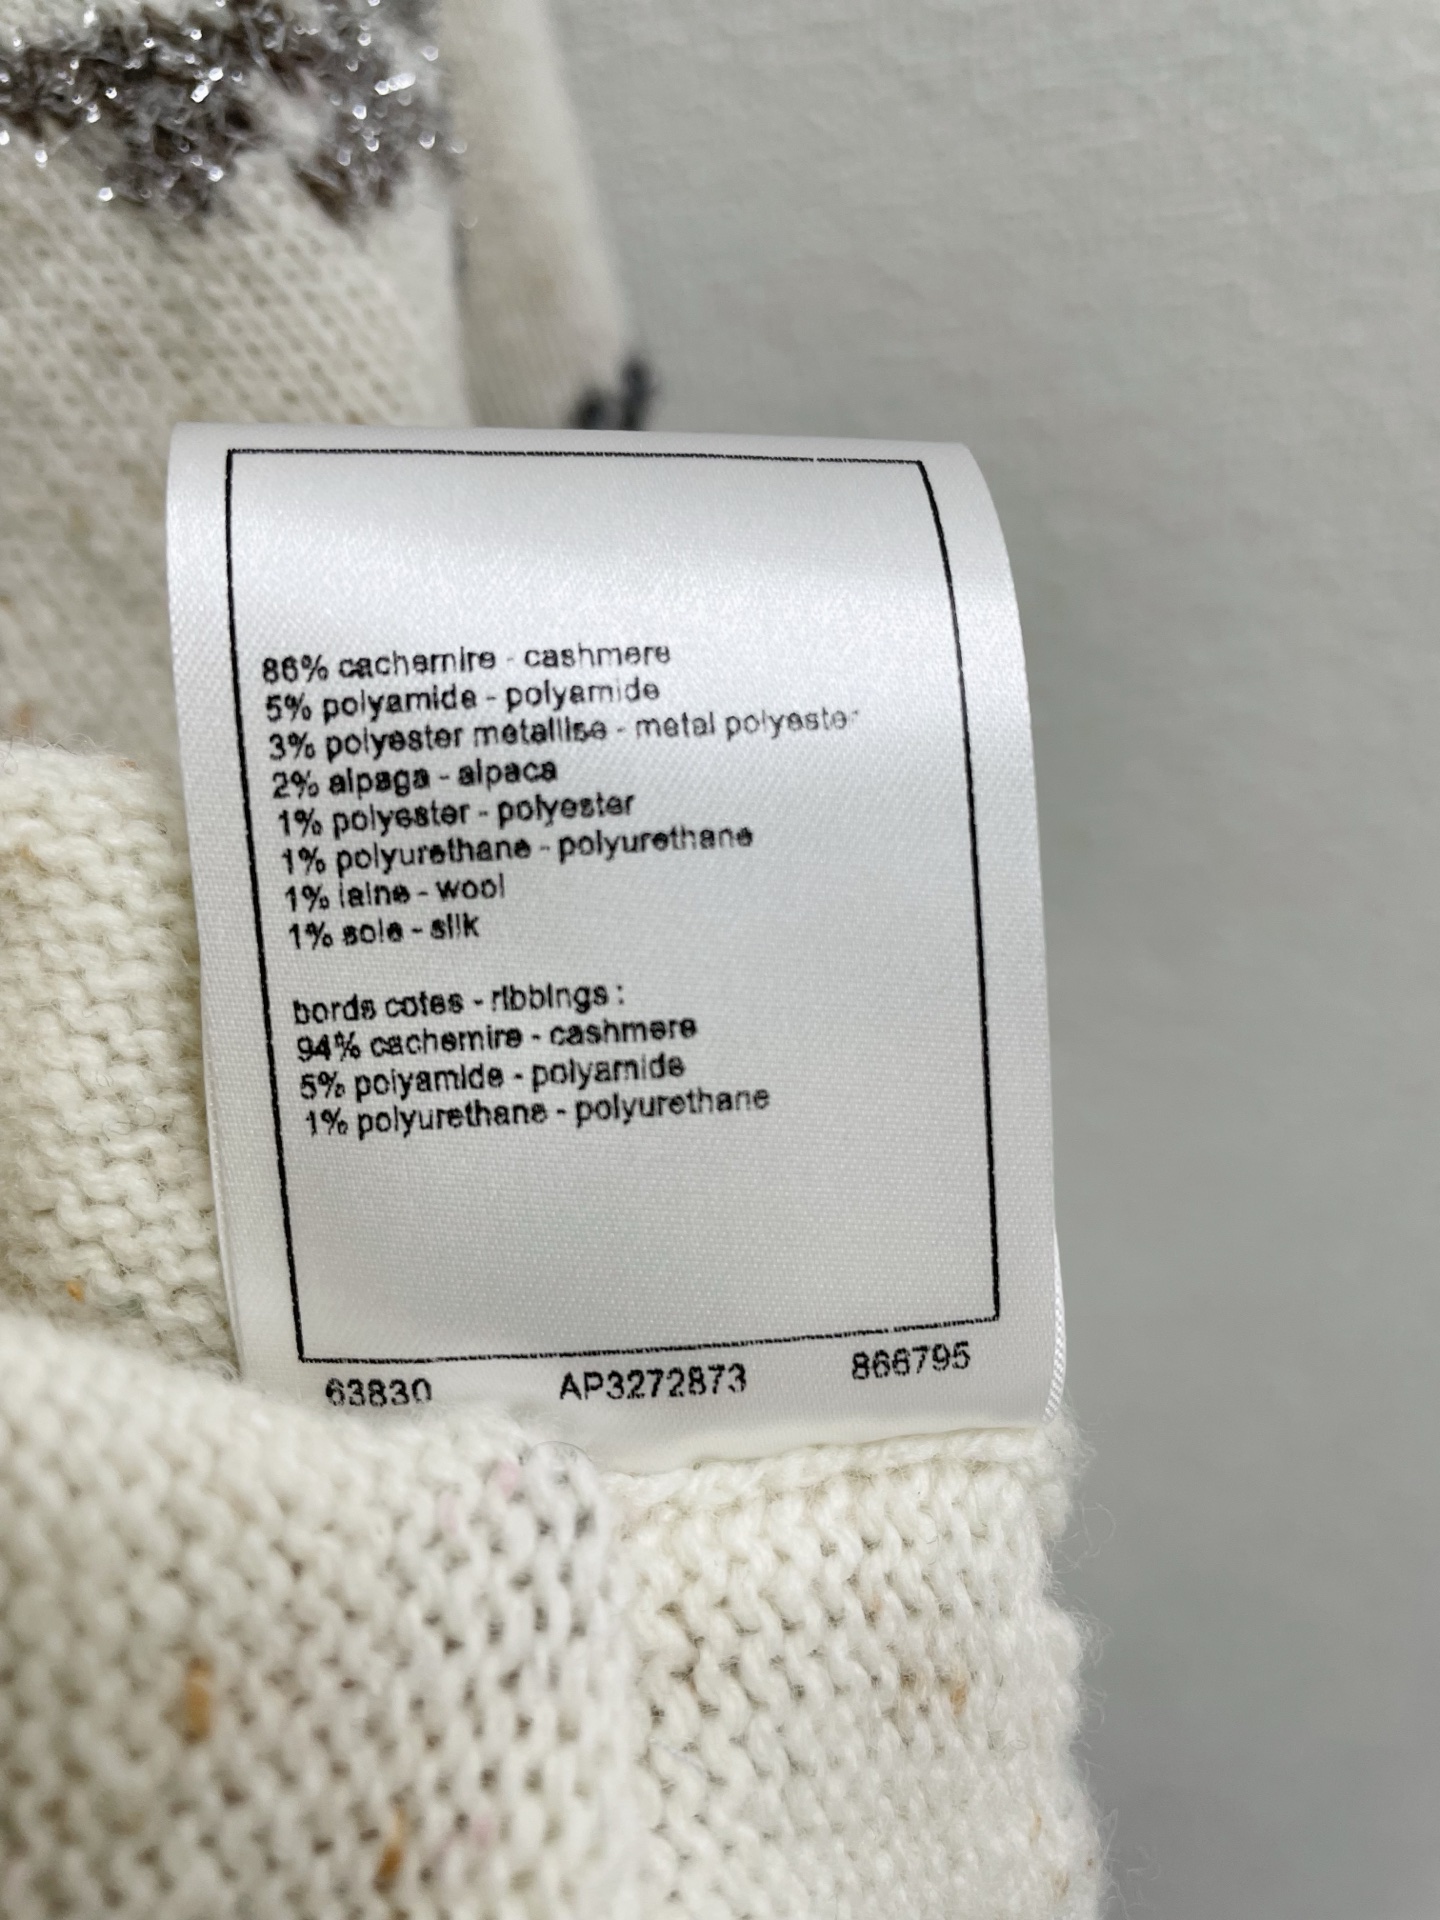 86% cachemire - cashmere
5% polyamide - polyamide
3% polyester metallise - metal polyester
2% alpaga - alpaca
1% polyester - polyester
1% polyurethane - polyurethane
1% laine - wool
1% soie - silk
bords cotes - ribbings :
94% cachemire - cashmere
5% polyamide - polyamide
1% polyurethane - polyurethane
63830 AP3272873 866795